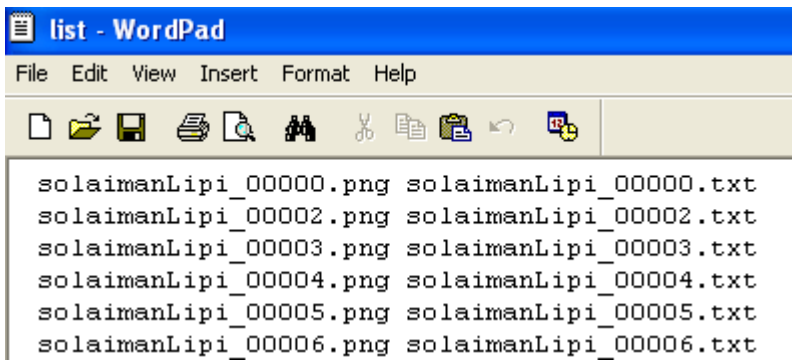 list - WordPad
File Edit View Insert Format Help
solaimanLipi_00000.png solaimanLipi_00000.txt
solaimanLipi_00002.png solaimanLipi_00002.txt
solaimanLipi_00003.png solaimanLipi_00003.txt
solaimanLipi_00004.png solaimanLipi_00004.txt
solaimanLipi_00005.png solaimanLipi_00005.txt
solaimanLipi_00006.png solaimanLipi_00006.txt